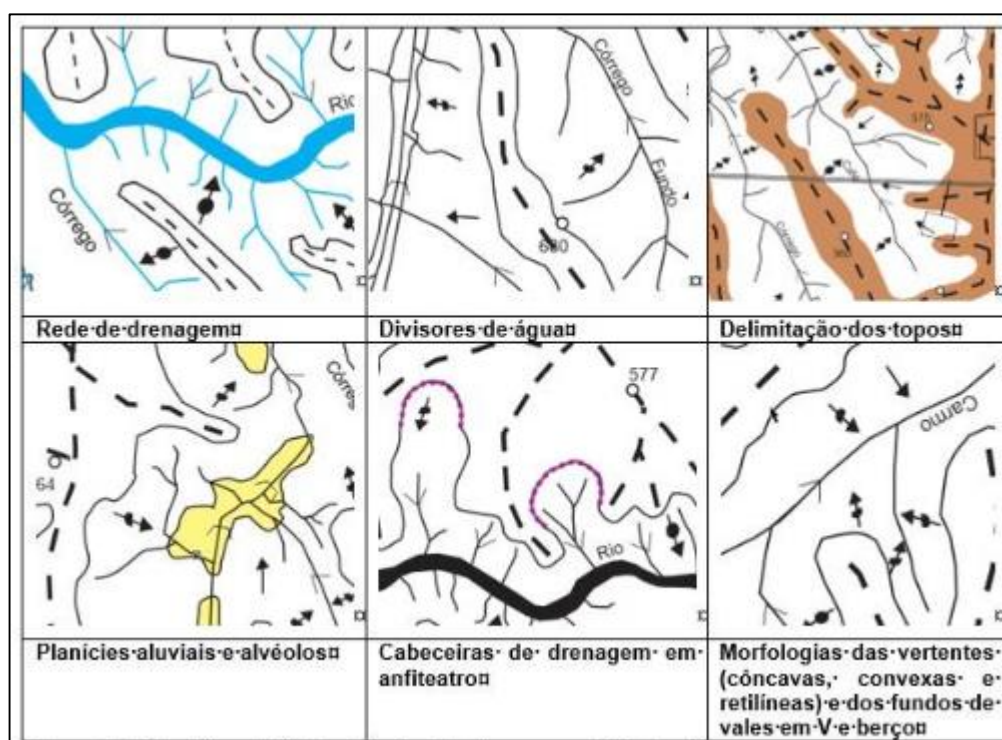 Rio
Córrego
Córrego
Fundo
680
Rede·de·drenagem¤
Divisores·de·água¤
Delimitação·dos·topos¤
Córreg
64
577
Rio
Carmo
Planícies·aluviais·e·alvéolos¤
Cabeceiras· de· drenagem· em·
anfiteatro¤
Morfologias das vertentes·
(côncavas,· convexas· e·
retilíneas)·e·dos·fundos·de·
vales·em·V·e·berço¤